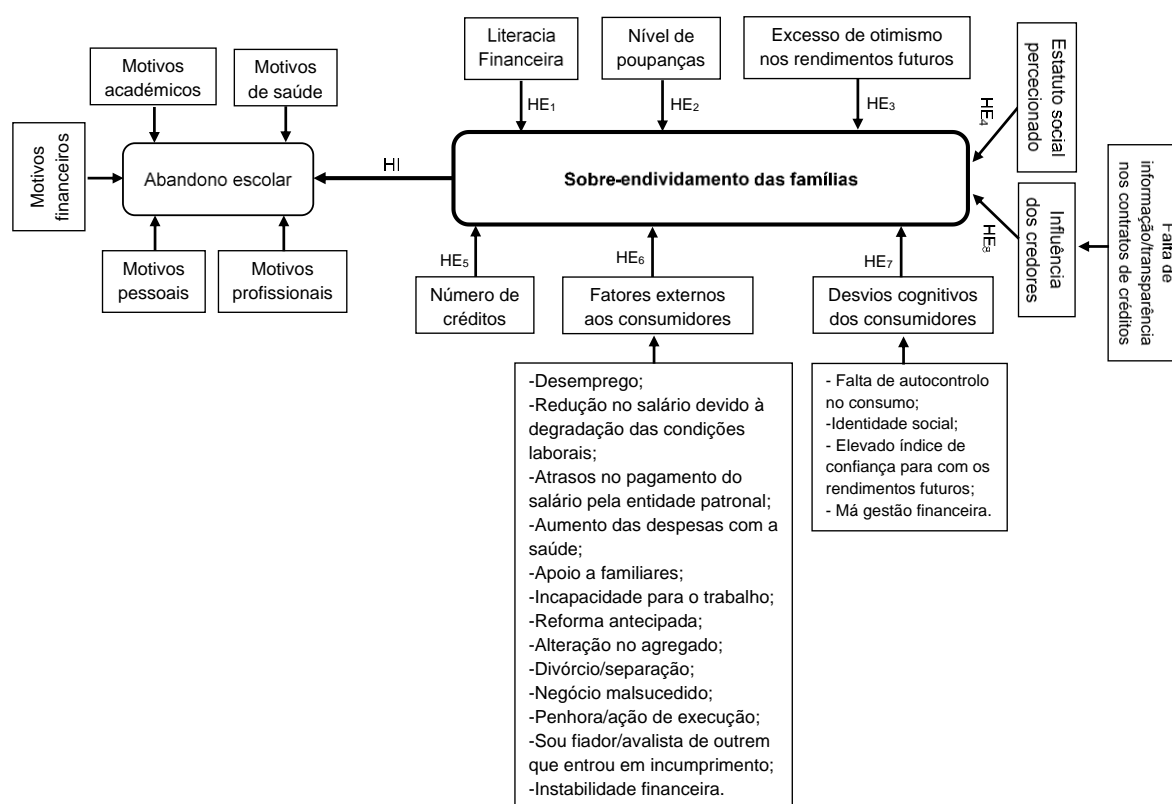 Literacia
Financeira
Nível de
poupanças
Excesso de otimismo
nos rendimentos futuros
Estatuto social
percecionado
Motivos
académicos
Motivos
de saúde
HE1
HE2
HE3
HE4
Motivos
financeiros
Abandono escolar
HI
Sobre-endividamento das famílias
HE8
Influência
dos credores
Falta de
informação/transparência
nos contratos de créditos
Motivos
pessoais
Motivos
profissionais
HE5
HE6
HE7
Número de
créditos
Fatores externos
aos consumidores
Desvios cognitivos
dos consumidores
-Desemprego;
-Redução no salário devido à
degradação das condições
laborais;
-Atrasos no pagamento do
salário pela entidade patronal;
-Aumento das despesas com a
saúde;
-Apoio a familiares;
-Incapacidade para o trabalho;
-Reforma antecipada;
-Alteração no agregado;
-Divórcio/separação;
-Negócio malsucedido;
-Penhora/ação de execução;
-Sou fiador/avalista de outrem
que entrou em incumprimento;
-Instabilidade financeira.
- Falta de autocontrolo
no consumo;
-Identidade social;
- Elevado índice de
confiança para com os
rendimentos futuros;
- Má gestão financeira.